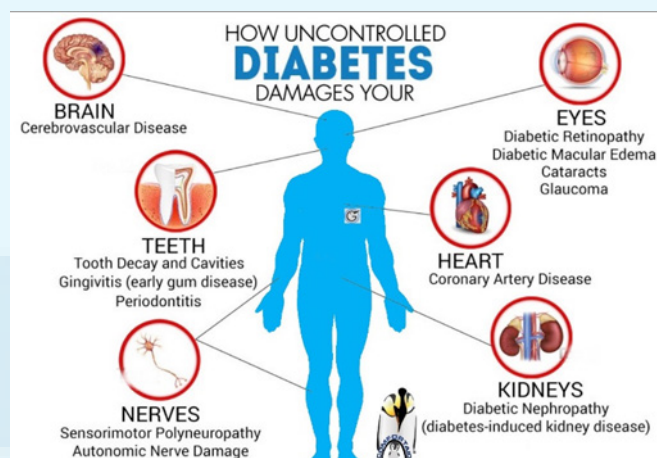 HOW UNCONTROLLED
DIABETES
DAMAGES YOUR
BRAIN
Cerebrovascular Disease
EYES
Diabetic Retinopathy
Diabetic Macular Edema
Cataracts
Glaucoma
TEETH
Tooth Decay and Cavities
Gingivitis (early gum disease)
Periodontitis
HEART
Coronary Artery Disease
NERVES
Sensorimotor Polyneuropathy
Autonomic Nerve Damage
KIDNEYS
Diabetic Nephropathy
(diabetes-induced kidney disease)